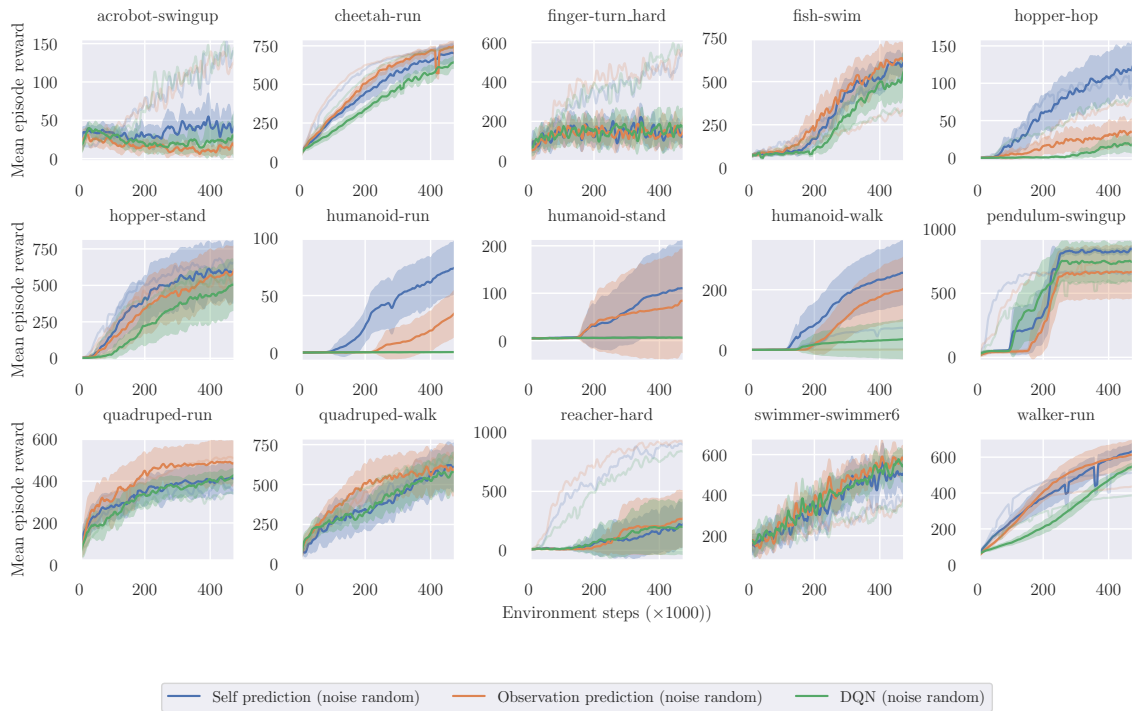 acrobot-swingup cheetah-run finger-turn_hard fish-swim hopper-hop
Mean episode reward
150
100
50
0
0 200 400
750
500
250
0
0 200 400
600
400
200
0
0 200 400
750
500
250
0
0 200 400
150
100
50
0
0 200 400
hopper-stand humanoid-run humanoid-stand humanoid-walk pendulum-swingup
Mean episode reward
750
500
250
0
0 200 400
100
50
0
0 200 400
200
100
0
0 200 400
200
0
0 200 400
1000
500
0
0 200 400
quadruped-run quadruped-walk reacher-hard swimmer-swimmer6 walker-run
Mean episode reward
600
400
200
0
0 200 400
750
500
250
0
0 200 400
1000
500
0
0 200 400
600
400
200
0 200 400
600
400
200
0
0 200 400
Environment steps (×1000))
Self prediction (noise random) Observation prediction (noise random) DQN (noise random)